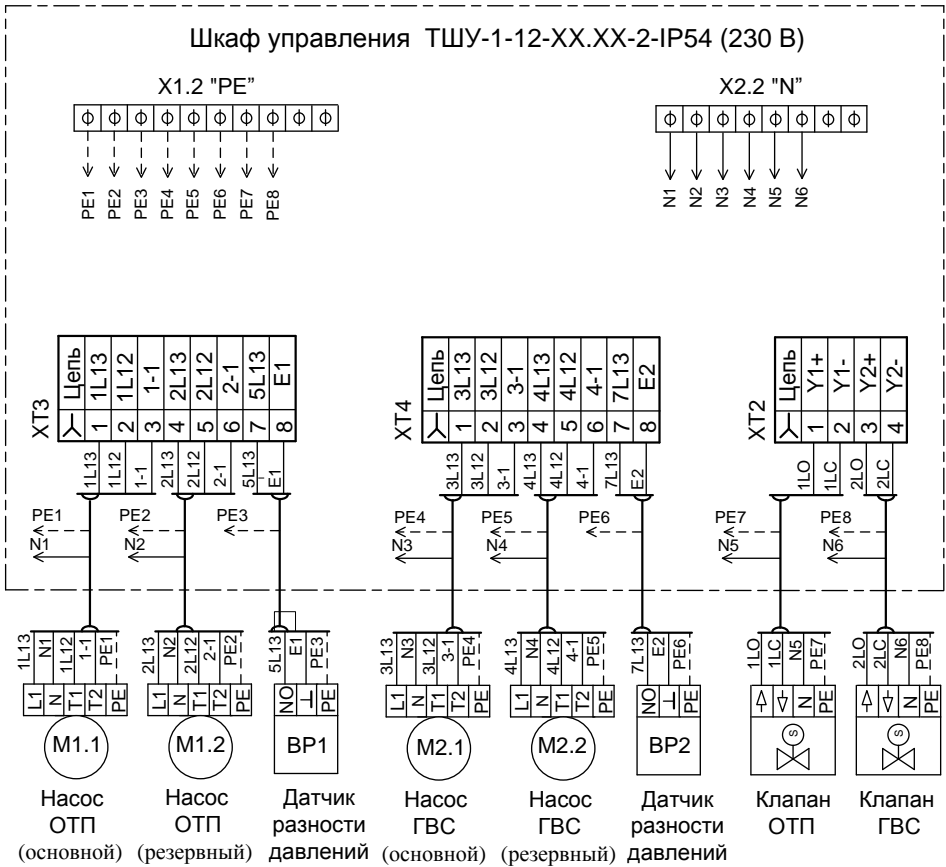 Шкаф управления ТШУ-1-12-XX.XX-2-IP54 (230 В)
X1.2 "PE"
X2.2 "N"
PE1 PE2 PE3 PE4 PE5 PE6 PE7 PE8
N1 N2 N3 N4 N5 N6
XT3
Цепь 1L13 1L12 1-1 2L13 2L12 2-1 5L13 E1
1 2 3 4 5 6 7 8
XT4
Цепь 3L13 3L12 3-1 4L13 4L12 4-1 7L13 E2
1 2 3 4 5 6 7 8
XT2
Цепь Y1+ Y1- Y2+ Y2-
1 2 3 4
1L13 1L12 1-1 2L13 2L12 2-1 5L13 E1
3L13 3L12 3-1 4L13 4L12 4-1 7L13 E2
1LO 1LC 2LO 2LC
PE1 PE2 PE3 PE4 PE5 PE6 PE7 PE8
N1 N2 N3 N4 N5 N6
1L13 N1 1L12 1-1 PE1
2L13 N2 2L12 2-1 PE2
5L13 E1 PE3
3L13 N3 3L12 3-1 PE4
4L13 N4 4L12 4-1 PE5
7L13 E2 PE6
1LO 1LC N5 PE7
2LO 2LC N6 PE8
L1 N T1 T2 PE
L1 N T1 T2 PE
NO ⊥ PE
L1 N T1 T2 PE
L1 N T1 T2 PE
NO ⊥ PE
N PE
N PE
M1.1
M1.2
BP1
M2.1
M2.2
BP2
S
S
Насос
ОТП
(основной)
Насос
ОТП
(резервный)
Датчик
разности
давлений
Насос
ГВС
(основной)
Насос
ГВС
(резервный)
Датчик
разности
давлений
Клапан
ОТП
Клапан
ГВС